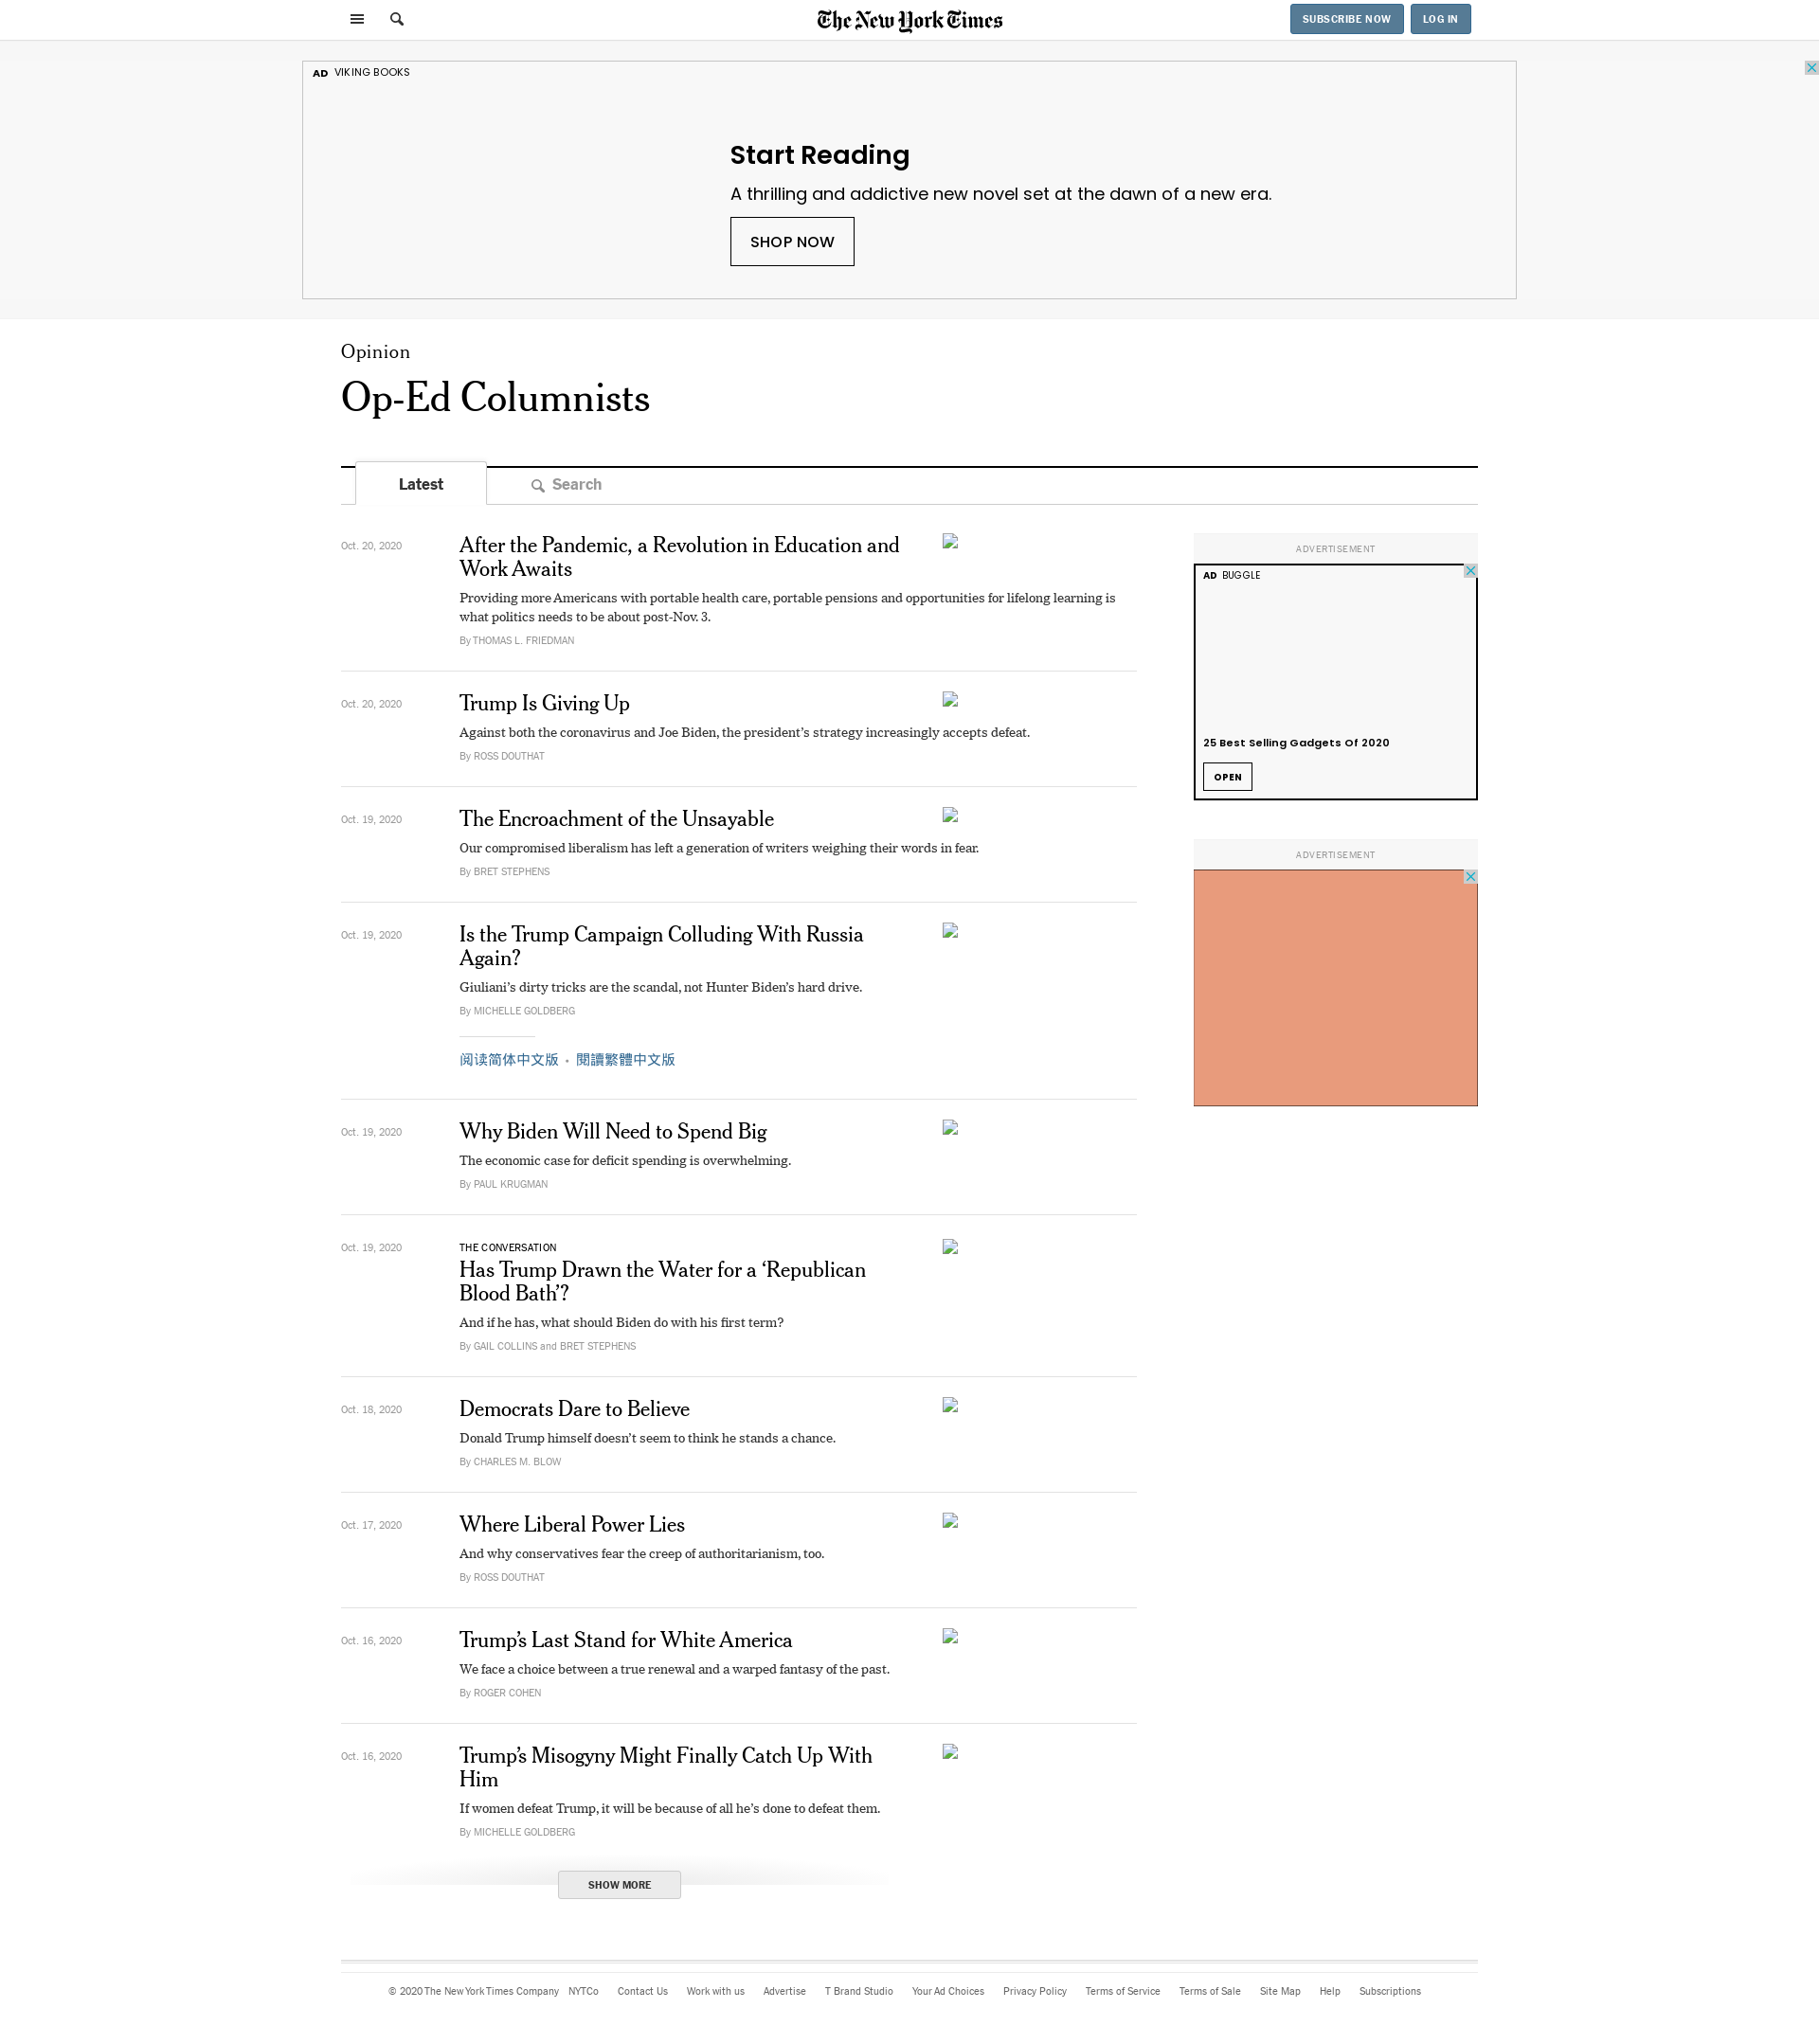 The New York Times
SUBSCRIBE NOW
LOG IN
AD VIKING BOOKS
Start Reading
A thrilling and addictive new novel set at the dawn of a new era.
SHOP NOW
Opinion
Op-Ed Columnists
Latest
Search
Oct. 20, 2020
After the Pandemic, a Revolution in Education and
Work Awaits
Providing more Americans with portable health care, portable pensions and opportunities for lifelong learning is
what politics needs to be about post-Nov. 3.
By THOMAS L. FRIEDMAN
Oct. 20, 2020
Trump Is Giving Up
Against both the coronavirus and Joe Biden, the president’s strategy increasingly accepts defeat.
By ROSS DOUTHAT
Oct. 19, 2020
The Encroachment of the Unsayable
Our compromised liberalism has left a generation of writers weighing their words in fear.
By BRET STEPHENS
Oct. 19, 2020
Is the Trump Campaign Colluding With Russia
Again?
Giuliani’s dirty tricks are the scandal, not Hunter Biden’s hard drive.
By MICHELLE GOLDBERG
阅读简体中文版 • 閱讀繁體中文版
Oct. 19, 2020
Why Biden Will Need to Spend Big
The economic case for deficit spending is overwhelming.
By PAUL KRUGMAN
Oct. 19, 2020
THE CONVERSATION
Has Trump Drawn the Water for a ‘Republican
Blood Bath’?
And if he has, what should Biden do with his first term?
By GAIL COLLINS and BRET STEPHENS
Oct. 18, 2020
Democrats Dare to Believe
Donald Trump himself doesn’t seem to think he stands a chance.
By CHARLES M. BLOW
Oct. 17, 2020
Where Liberal Power Lies
And why conservatives fear the creep of authoritarianism, too.
By ROSS DOUTHAT
Oct. 16, 2020
Trump’s Last Stand for White America
We face a choice between a true renewal and a warped fantasy of the past.
By ROGER COHEN
Oct. 16, 2020
Trump’s Misogyny Might Finally Catch Up With
Him
If women defeat Trump, it will be because of all he’s done to defeat them.
By MICHELLE GOLDBERG
SHOW MORE
ADVERTISEMENT
AD BUGGLE
25 Best Selling Gadgets Of 2020
OPEN
ADVERTISEMENT
© 2020 The New York Times Company NYTCo Contact Us Work with us Advertise T Brand Studio Your Ad Choices Privacy Policy Terms of Service Terms of Sale Site Map Help Subscriptions